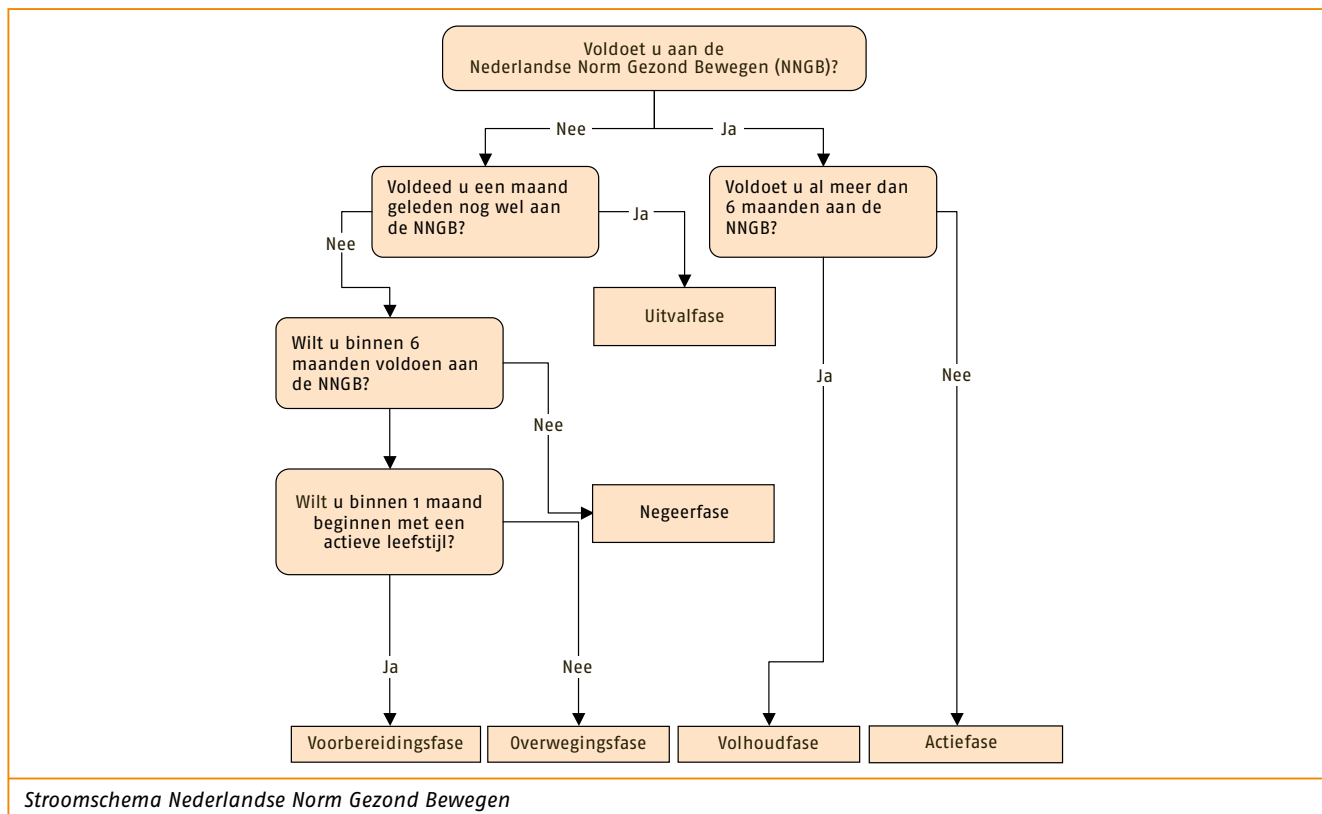 Voldoet u aan de
Nederlandse Norm Gezond Bewegen (NNGB)?
Nee
Ja
Voldeed u een maand
geleden nog wel aan
de NNGB?
Voldoet u al meer dan
6 maanden aan de
NNGB?
Ja
Nee
Uitvalfase
Wilt u binnen 6
maanden voldoen aan
de NNGB?
Ja
Nee
Nee
Wilt u binnen 1 maand
beginnen met een
actieve leefstijl?
Negeerfase
Ja
Nee
Voorbereidingsfase
Overwegingsfase
Volhoudfase
Actiefase
Stroomschema Nederlandse Norm Gezond Bewegen